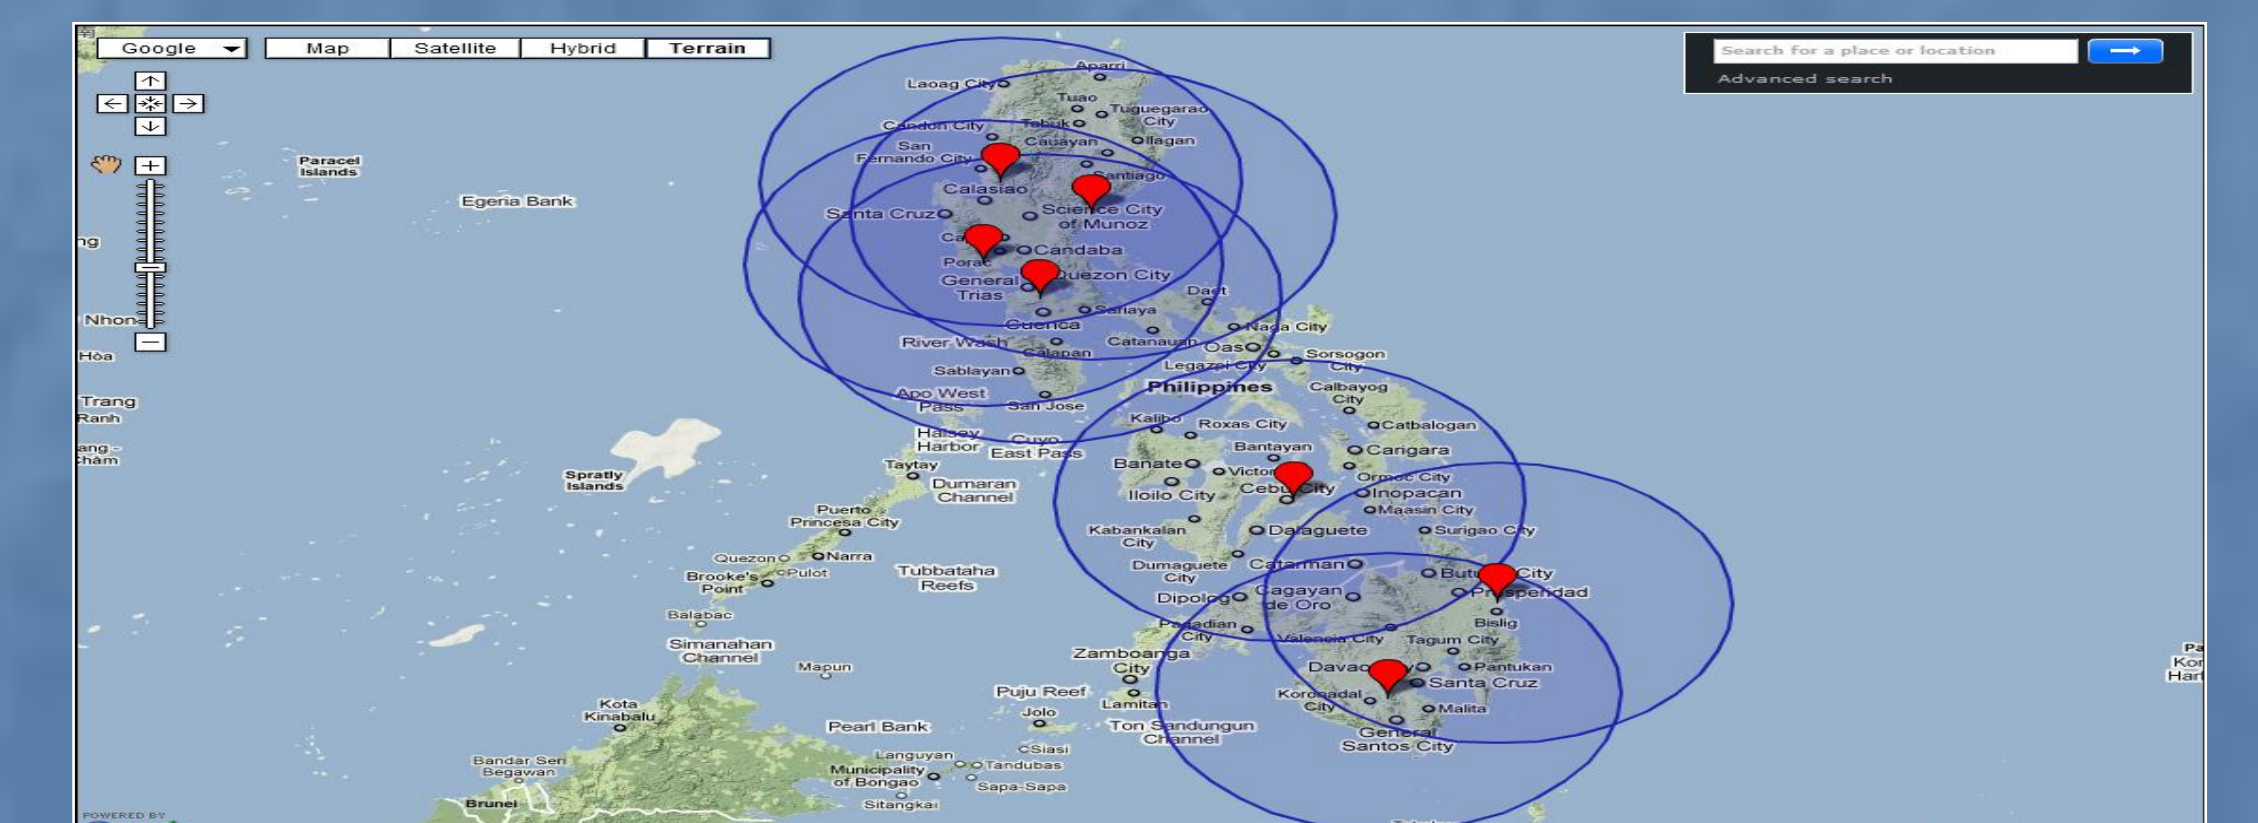 Google
Map
Satellite
Hybrid
Terrain
Search for a place or location
Advanced search
Aparri
Laoag City
Tuao
Tuguegarao
City
Candon City
Tabuk
Cauayan
Ilagan
San
Fernando City
Paracel
Islands
Santiago
Calasiao
Egeria Bank
Santa Cruz
Science City
of Munoz
ng
Candaba
Porac
General
Trias
Quezon City
Daet
Sariaya
Nhon
Cuenca
Naga City
River Wash
Calapan
Catanauan
Oas
Hòa
Legazpi City
Sorsogon
City
Sablayan
Philippines
Calbayog
City
Apo West
Pass
San Jose
Trang
Ranh
Kalibo
Roxas City
Catbalogan
Halsey
Harbor
Cuyo
East Pass
Bantayan
Carigara
ang -
Chàm
Taytay
Banate
Ormoc City
Spratly
Islands
Dumaran
Channel
Iloilo City
Cebu City
Inopacan
Puerto
Princesa City
Maasin City
Kabankalan
City
Dalaguete
Surigao City
Quezon
Narra
Brooke's
Point
Pulot
Tubbataha
Reefs
Dumaguete
City
Catarman
Dipolog
Cagayan
de Oro
Prosperidad
Balabac
Pagadian
City
Bislig
Simanahan
Channel
Valencia City
Tagum City
Zamboanga
City
Mapun
Pantukan
Santa Cruz
Puju Reef
Lamitan
Koronadal
City
Malita
Kota
Kinabalu
Jolo
Pearl Bank
Ton Sandungun
Channel
General
Santos City
Siasi
Languyan
Tandubas
Bandar Seri
Begawan
Municipality
of Bongao
Sapa-Sapa
Sitangkai
Brunei
POWERED BY